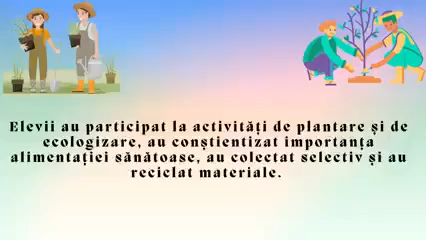 Elevii au participat la activități de plantare și de
ecologizare, au conștientizat importanța
alimentației sănătoase, au colectat selectiv și au
reciclat materiale.